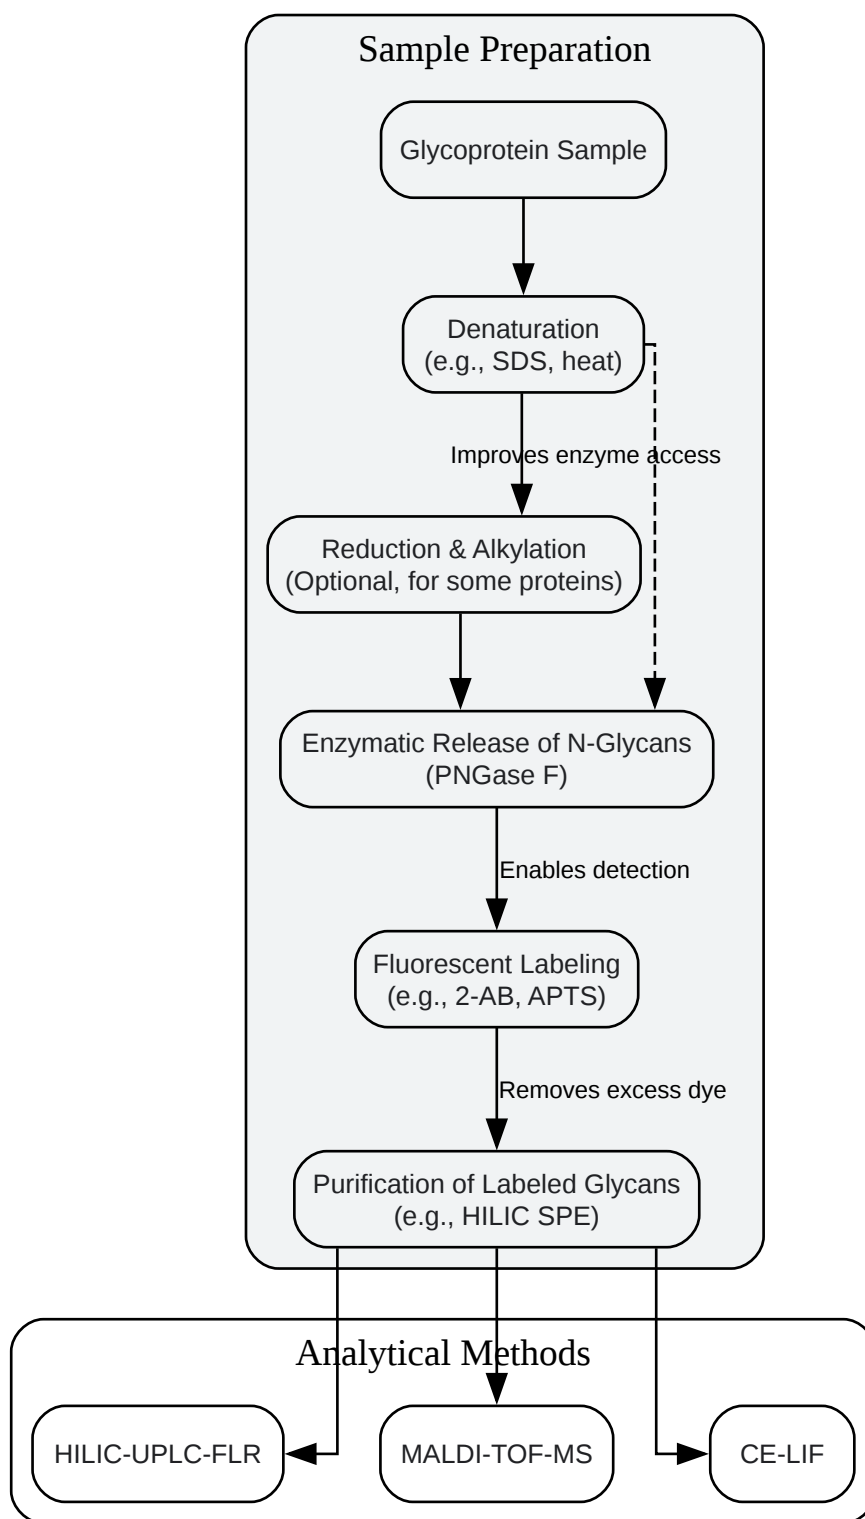 Sample Preparation
Glycoprotein Sample
Denaturation
(e.g., SDS, heat)
Improves enzyme access
Reduction & Alkylation
(Optional, for some proteins)
Enzymatic Release of N-Glycans
(PNGase F)
Enables detection
Fluorescent Labeling
(e.g., 2-AB, APTS)
Removes excess dye
Purification of Labeled Glycans
(e.g., HILIC SPE)
Analytical Methods
HILIC-UPLC-FLR
MALDI-TOF-MS
CE-LIF